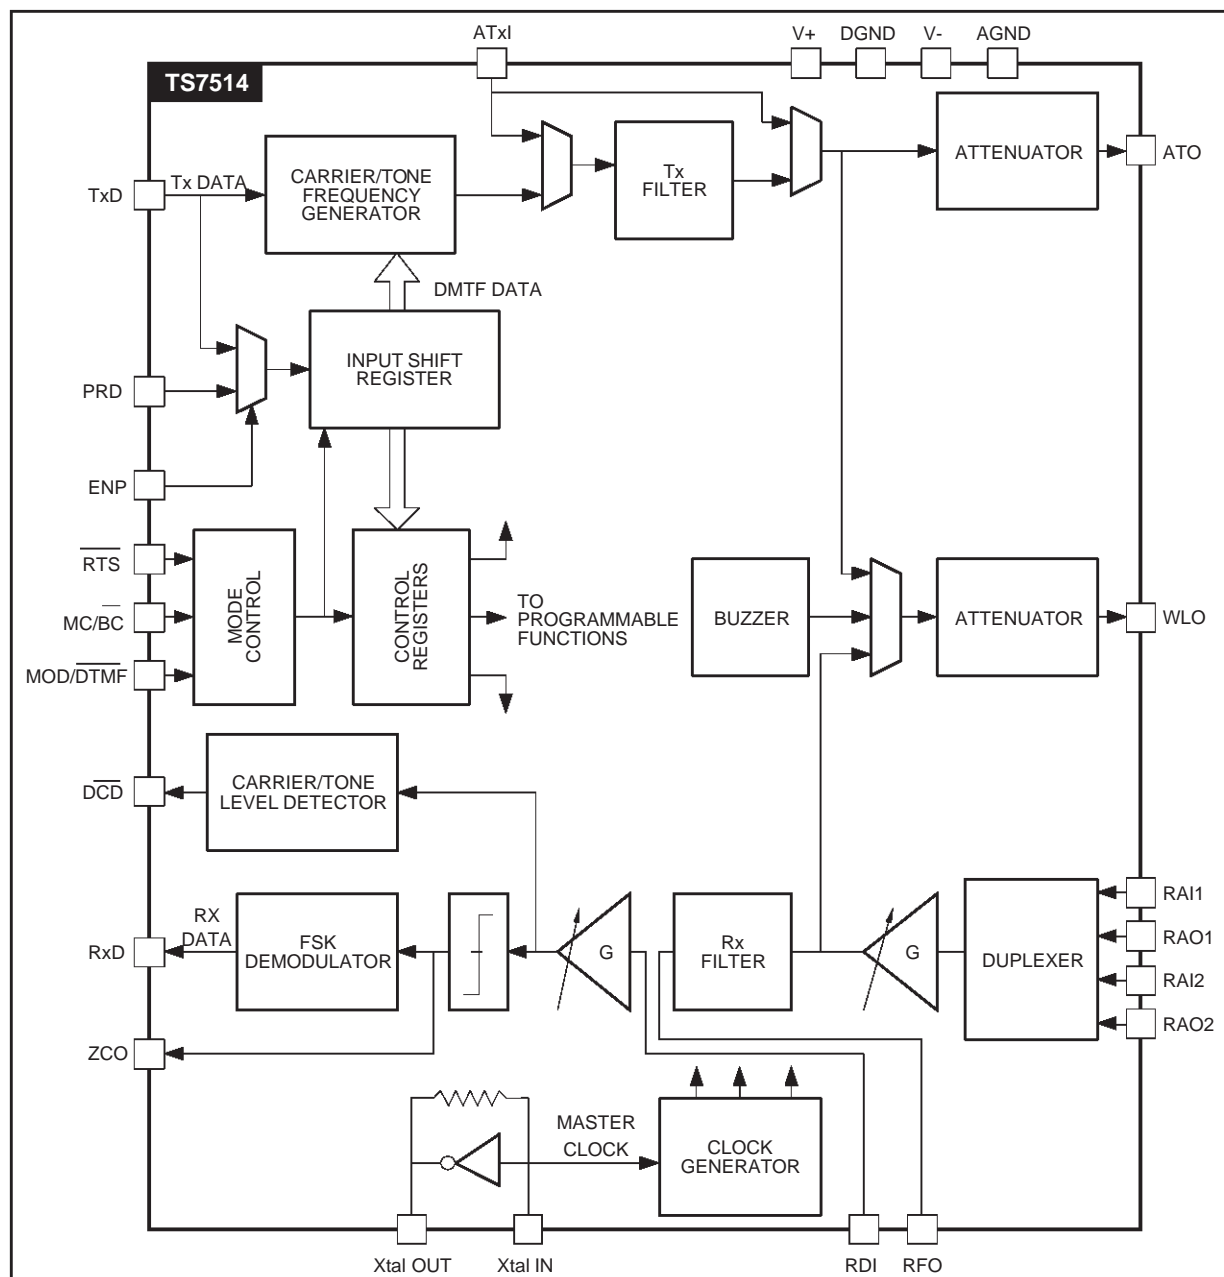 ATxI
V+
DGND
V-
AGND
TS7514
TxD
Tx DATA
CARRIER/TONE
FREQUENCY
GENERATOR
Tx
FILTER
ATTENUATOR
ATO
DMTF DATA
PRD
INPUT SHIFT
REGISTER
ENP
RTS
MC/BC
MOD/DTMF
MODE
CONTROL
CONTROL
REGISTERS
TO
PROGRAMMABLE
FUNCTIONS
BUZZER
ATTENUATOR
WLO
DCD
CARRIER/TONE
LEVEL DETECTOR
RxD
RX
DATA
FSK
DEMODULATOR
G
Rx
FILTER
G
DUPLEXER
RAI1
RAO1
RAI2
RAO2
ZCO
MASTER
CLOCK
CLOCK
GENERATOR
Xtal OUT
Xtal IN
RDI
RFO